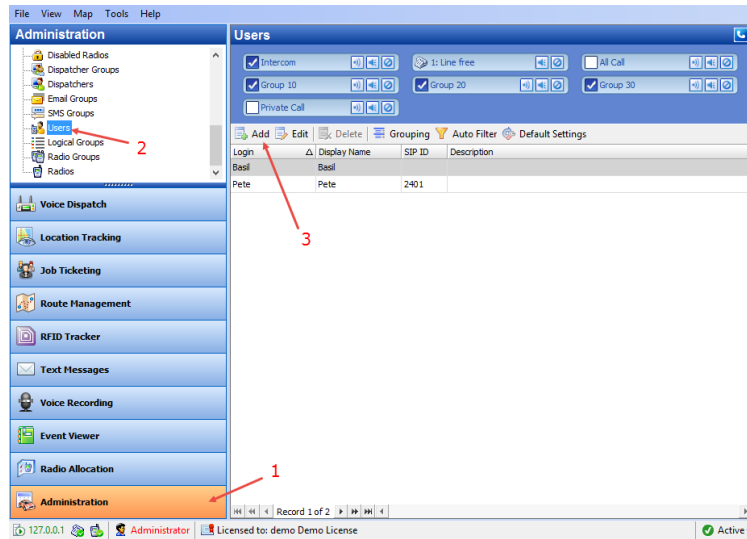 File View Map Tools Help
Administration
Disabled Radios
Dispatcher Groups
Dispatchers
Email Groups
SMS Groups
Users
Logical Groups
Radio Groups
Radios
2
Voice Dispatch
Location Tracking
Job Ticketing
Route Management
RFID Tracker
Text Messages
Voice Recording
Event Viewer
Radio Allocation
Administration
1
Users
Intercom
1: Line free
All Call
Group 10
Group 20
Group 30
Private Call
Add Edit Delete Grouping Auto Filter Default Settings
Login Display Name SIP ID Description
Basil Basil
Pete Pete 2401
3
Record 1 of 2
127.0.0.1 Administrator Licensed to: demo Demo License Active